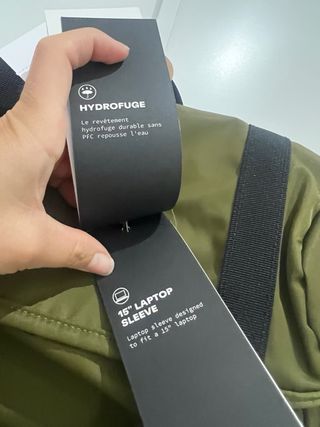 HYDROFUGE
Le revêtement
hydrofuge durable sans
PFC repousse l'eau
15" LAPTOP
SLEEVE
Laptop sleeve designed
to fit a 15" laptop